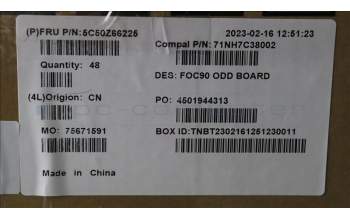 (P)FRU P/N:5C50Z66225
2023-02-16 12:51:23
Compal P/N:71NH7C38002
Quantity: 48
DES: FOC90 ODD BOARD
(4L)Origion: CN
PO: 4501944313
MO: 75671591
BOX ID:TNBT2302161251230011
Made in China